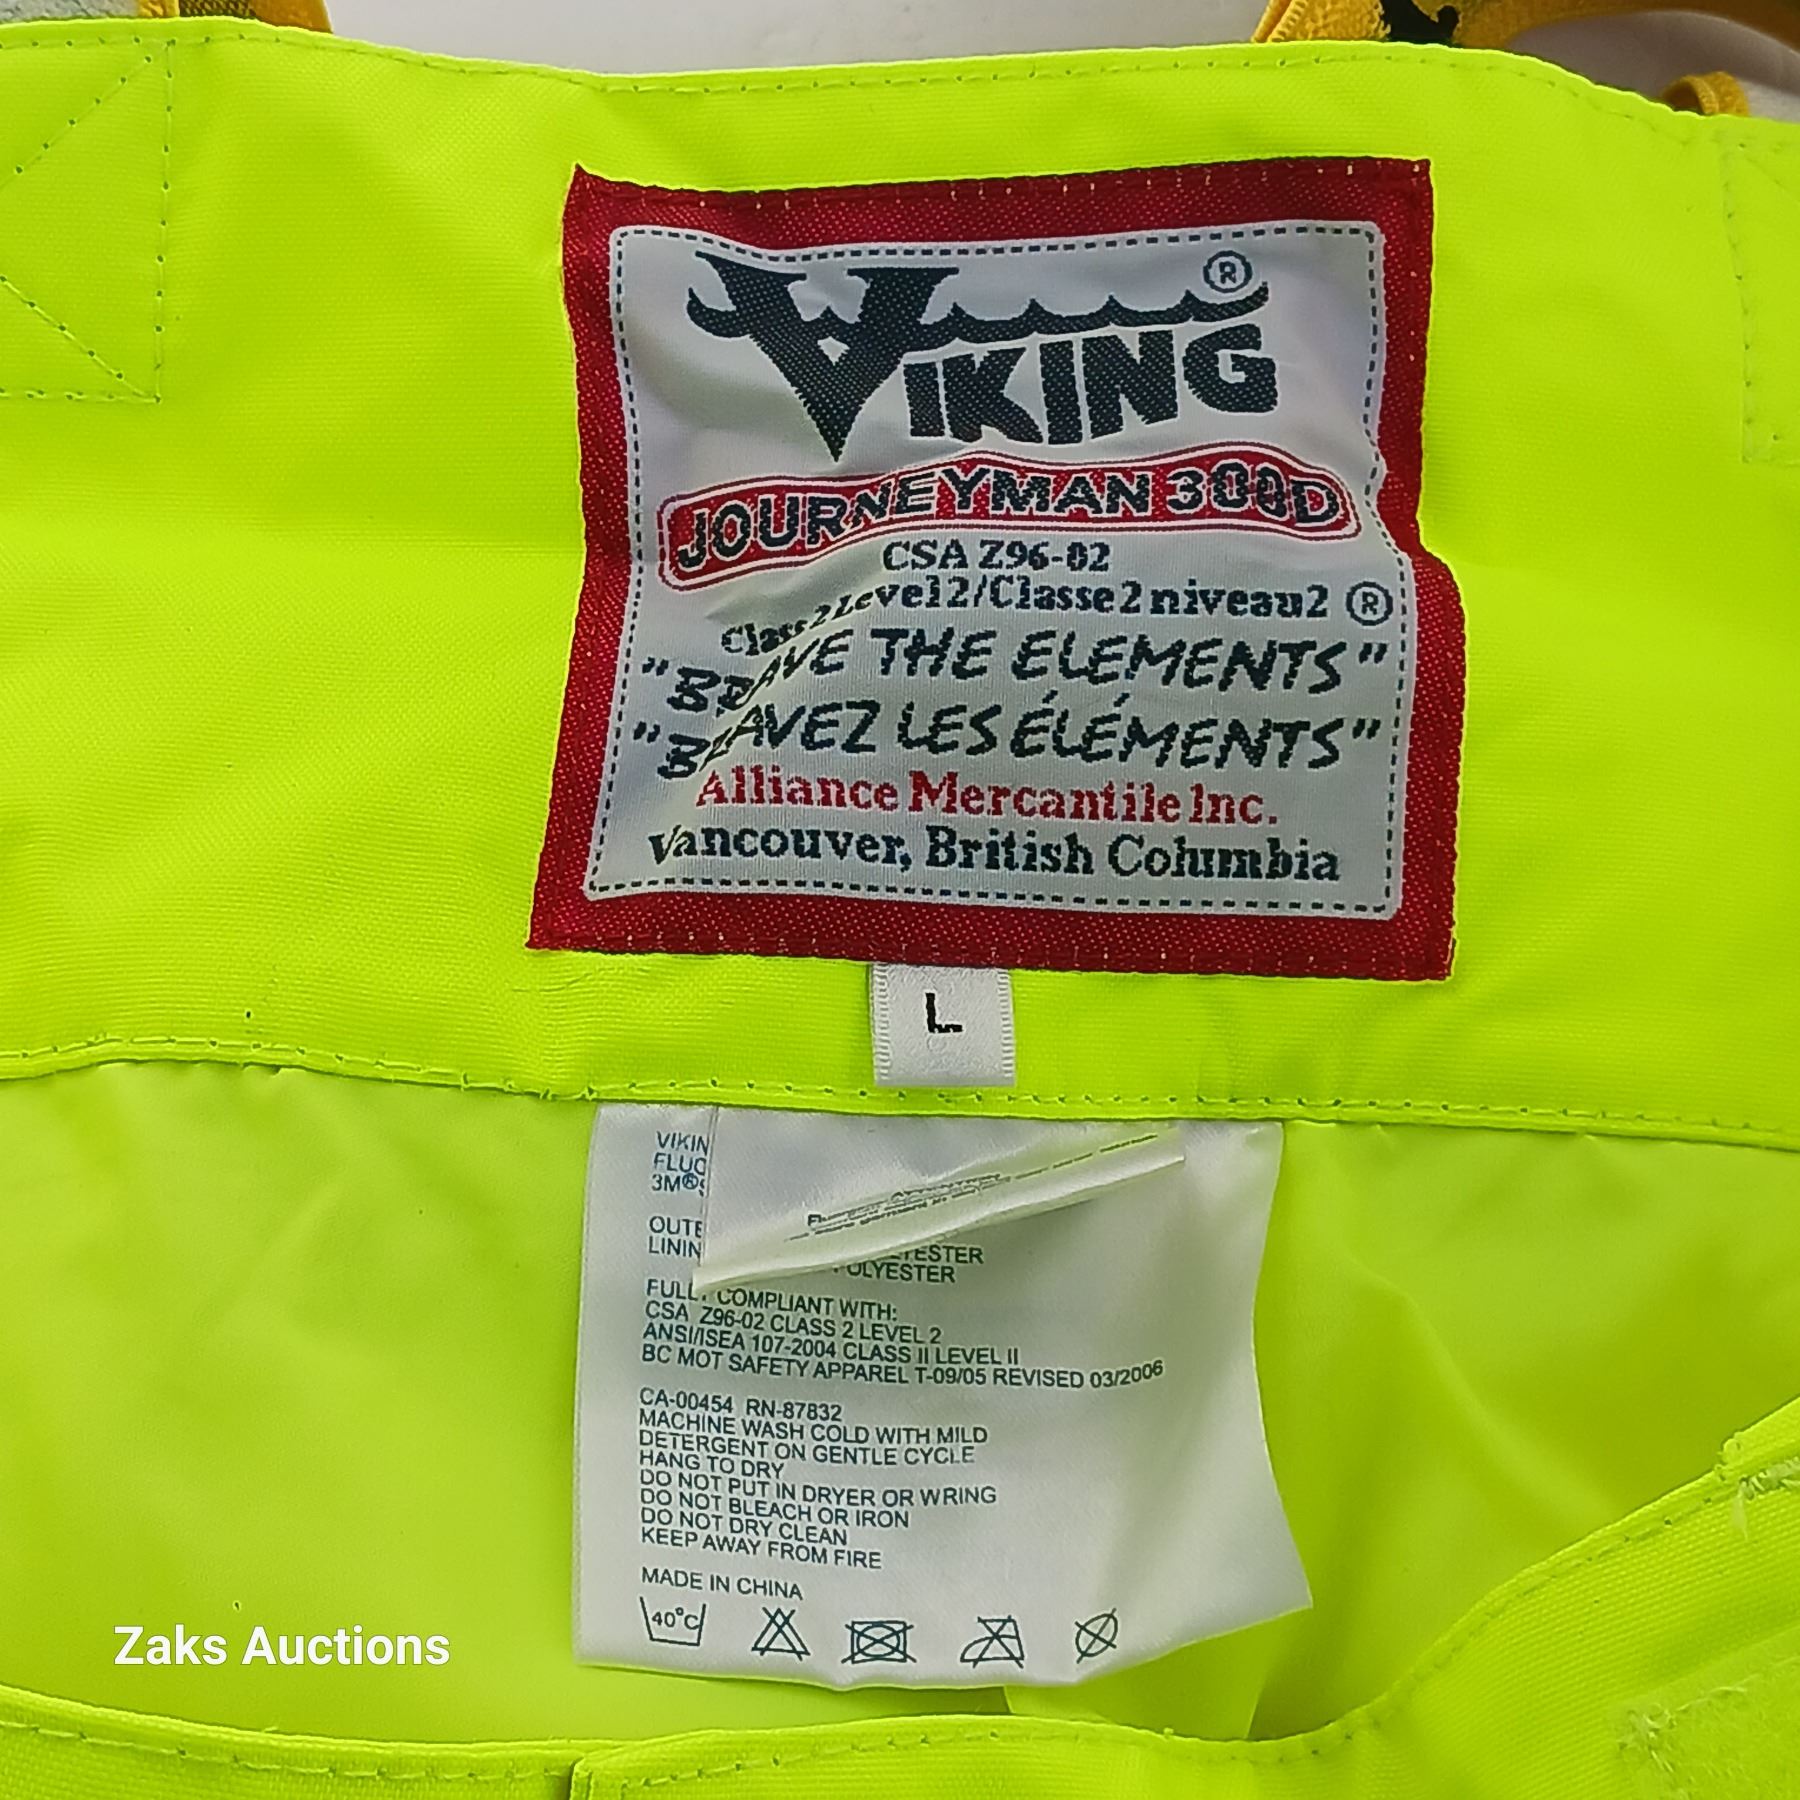 VIKING ®
JOURNEYMAN 300D
CSA Z96-02
Class2Level2/Classe2niveau2 ®
"BRAVE THE ELEMENTS"
"BRAVEZ LES ÉLÉMENTS"
Alliance Mercantile Inc.
Vancouver, British Columbia
L
VIKIN
FLUO
3M®
ATTENTION
OUTE
LININ
YESTER
POLYESTER
FULLY COMPLIANT WITH:
CSA Z96-02 CLASS 2 LEVEL 2
ANSI/ISEA 107-2004 CLASS II LEVEL II
BC MOT SAFETY APPAREL T-09/05 REVISED 03/2006
CA-00454 RN-87832
MACHINE WASH COLD WITH MILD
DETERGENT ON GENTLE CYCLE
HANG TO DRY
DO NOT PUT IN DRYER OR WRING
DO NOT BLEACH OR IRON
DO NOT DRY CLEAN
KEEP AWAY FROM FIRE
MADE IN CHINA
40°C
Zaks Auctions